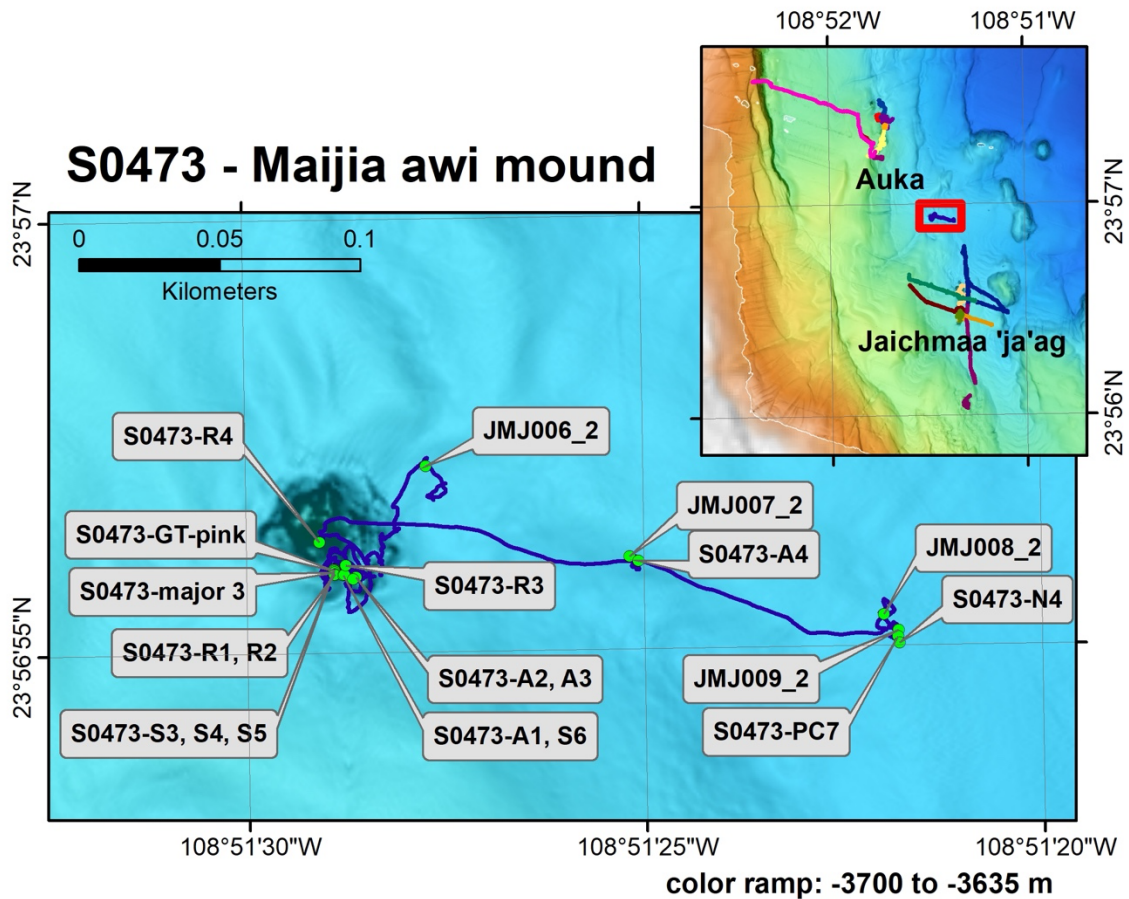 108°52'W
108°51'W
S0473 - Maijia awi mound
23°57'N
0
0.05
0.1
Kilometers
Auka
23°57'N
Jaichmaa 'ja'ag
23°56'N
S0473-R4
JMJ006_2
S0473-GT-pink
JMJ007_2
S0473-A4
JMJ008_2
S0473-major 3
S0473-R3
S0473-N4
S0473-R1, R2
S0473-A2, A3
JMJ009_2
S0473-S3, S4, S5
S0473-A1, S6
S0473-PC7
23°56'55"N
108°51'30"W
108°51'25"W
108°51'20"W
color ramp: -3700 to -3635 m